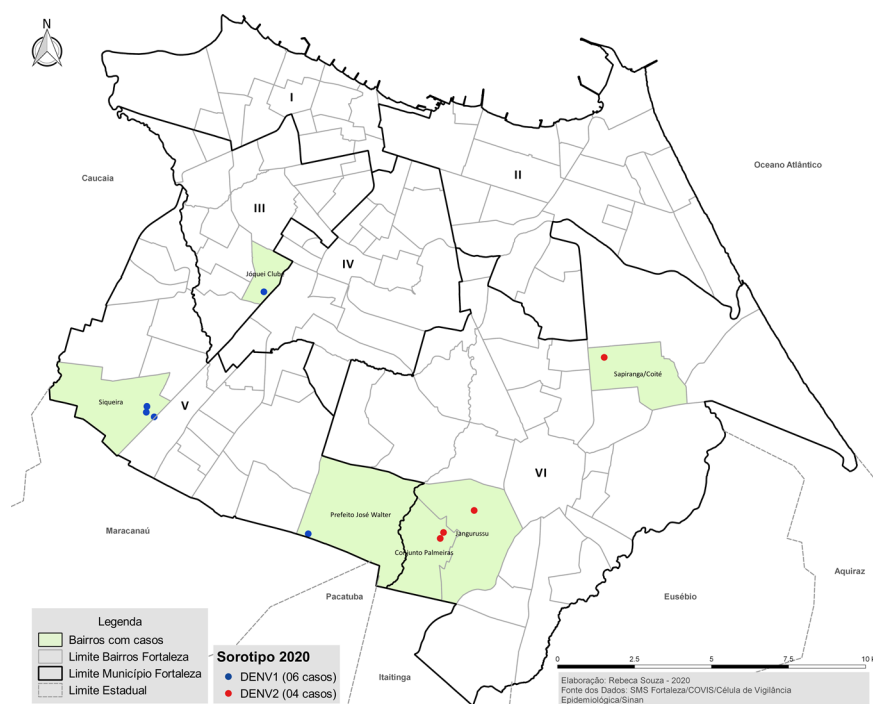 N
I
II
Caucaia
Oceano Atlântico
III
IV
Jóquei Clube
Sapiranga/Coité
Siqueira
V
VI
Prefeito José Walter
Jangurussu
Maracanaú
Conjunto Palmeiras
Aquiraz
Pacatuba
Eusébio
Itaitinga
Legenda
Bairros com casos
Limite Bairros Fortaleza
Limite Município Fortaleza
Limite Estadual
Sorotipo 2020
DENV1 (06 casos)
DENV2 (04 casos)
0 2.5 5 7.5 10 
Elaboração: Rebeca Souza - 2020
Fonte dos Dados: SMS Fortaleza/COVIS/Célula de Vigilância
Epidemiológica/Sinan